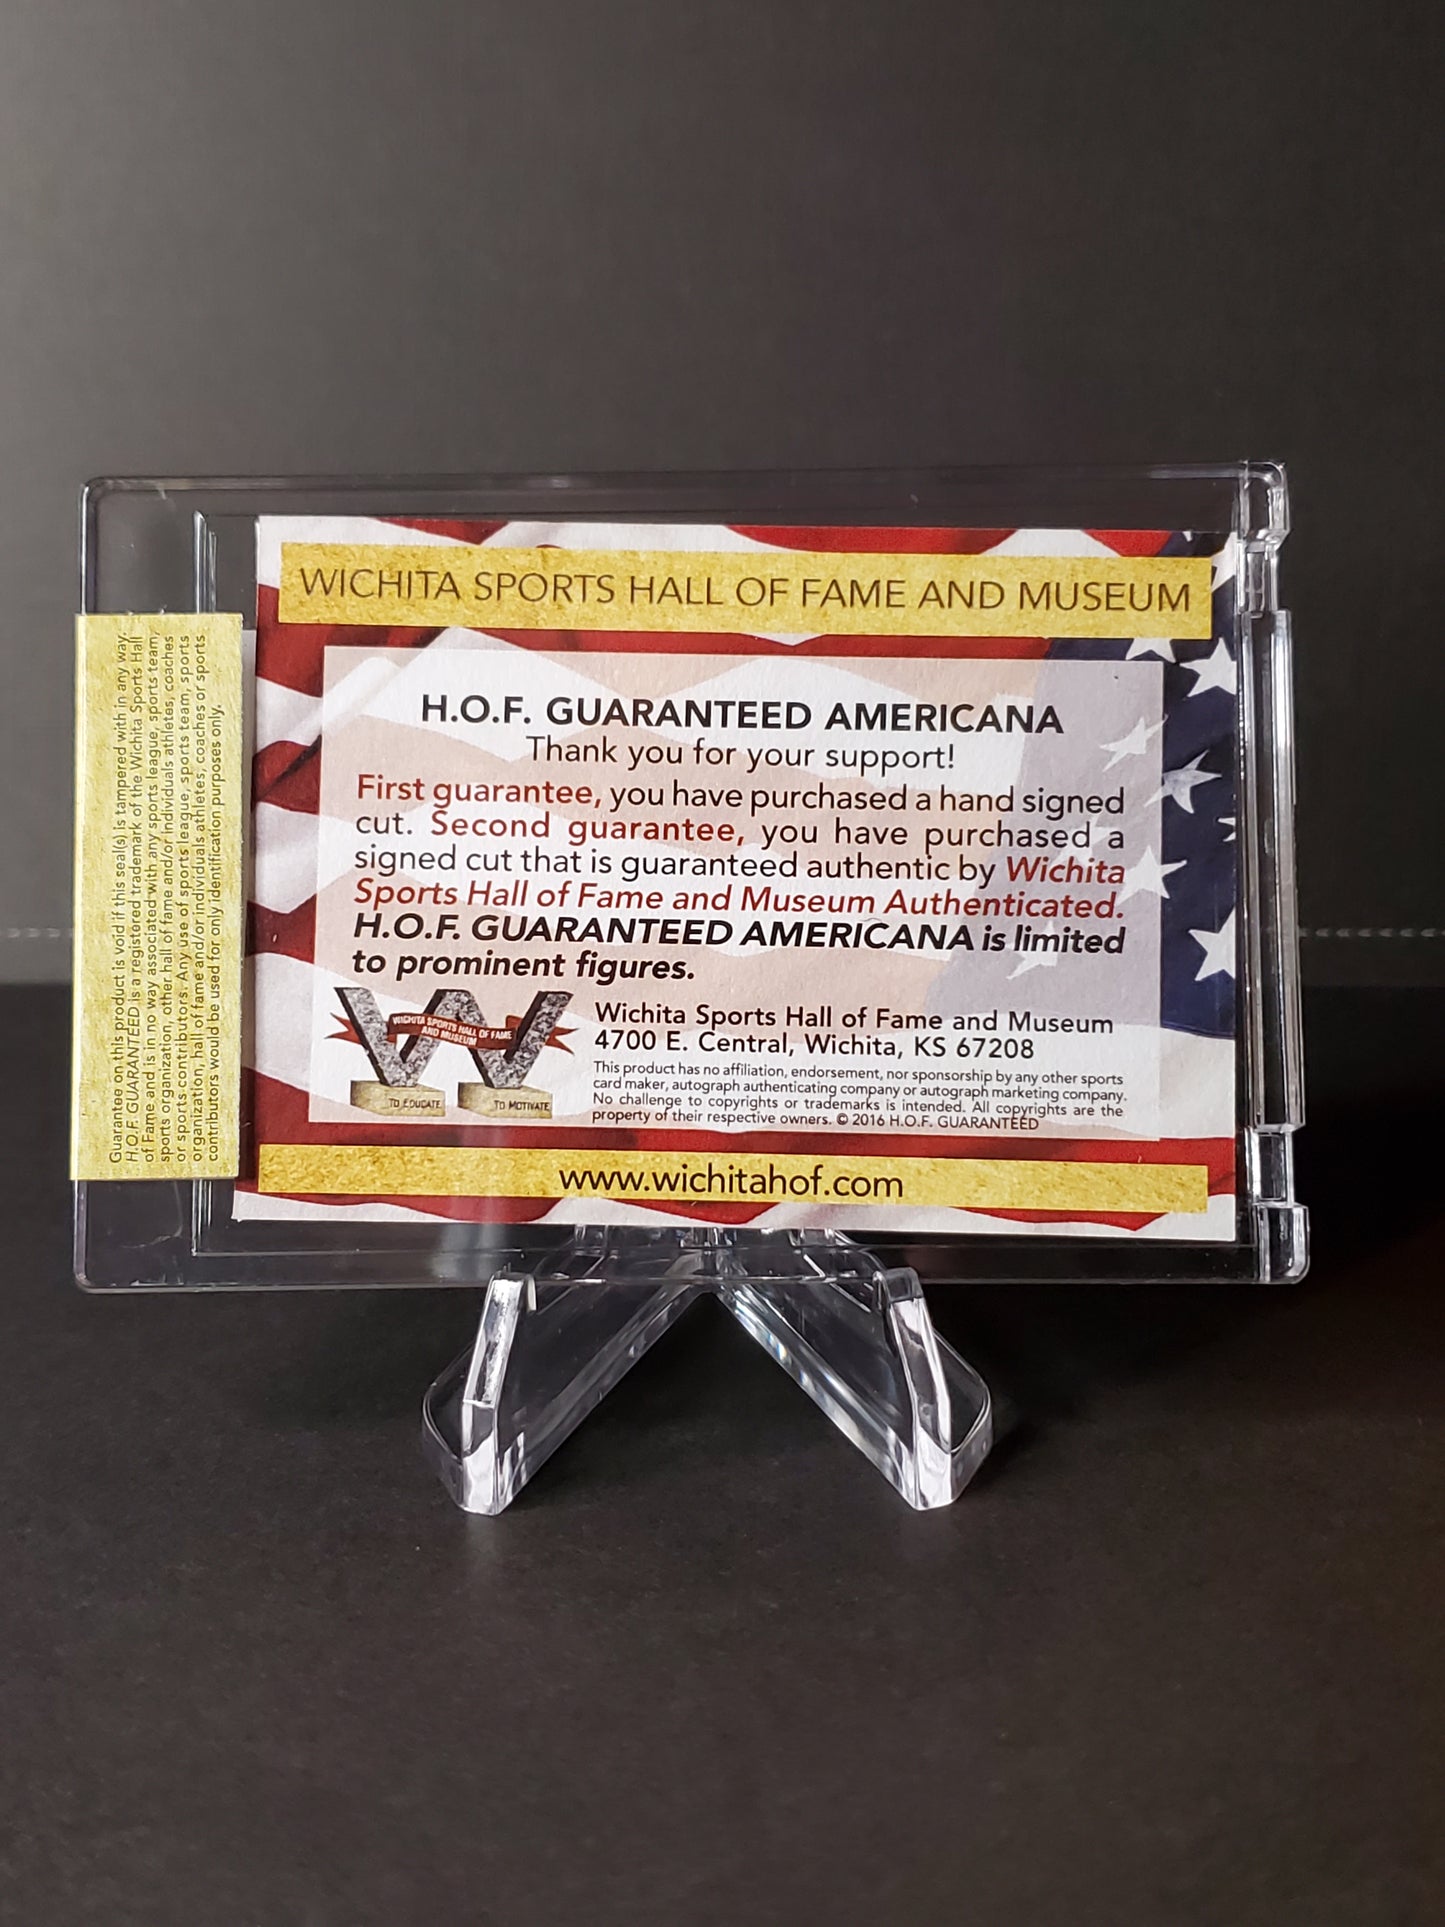 WICHITA SPORTS HALL OF FAME AND MUSEUM
H.O.F. GUARANTEED AMERICANA
Thank you for your support!
First guarantee, you have purchased a hand signed
cut. Second guarantee, you have purchased a
signed cut that is guaranteed authentic by Wichita
Sports Hall of Fame and Museum Authenticated.
H.O.F. GUARANTEED AMERICANA is limited
to prominent figures.
WICHITA SPORTS HALL OF FAME
AND MUSEUM
TO EDUCATE
TO MOTIVATE
Wichita Sports Hall of Fame and Museum
4700 E. Central, Wichita, KS 67208
This product has no affiliation, endorsement, nor sponsorship by any other sports
card maker, autograph authenticating company or autograph marketing company.
No challenge to copyrights or trademarks is intended. All copyrights are the
property of their respective owners. © 2016 H.O.F. GUARANTEED
www.wichitahof.com
Guarantee on this product is void if this seal(s) is tampered with in any way.
H.O.F. GUARANTEED is a registered trademark of the Wichita Sports Hall
of Fame and is in no way associated with any sports league, sports team,
sports organization, other hall of fame and/or individuals athletes, coaches
or sports contributors. Any use of sports league, sports team, sports
organization, hall of fame and/or individuals athletes, coaches or sports
contributors would be used for only identification purposes only.